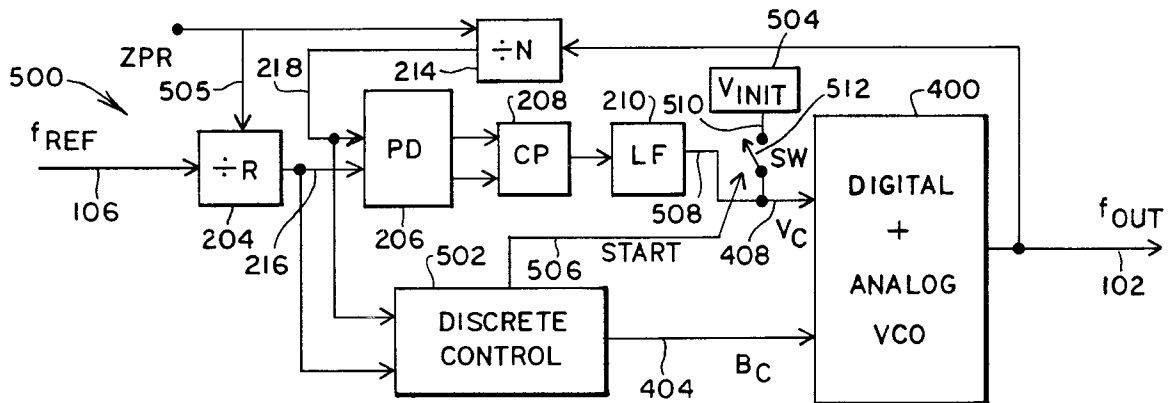 ZPR
÷N
504
500
505
218
214
V_INIT
512
400
f_REF
208
210
510
SW
÷R
PD
CP
LF
DIGITAL
+
ANALOG
VCO
106
204
216
206
508
V_C
408
f_OUT
102
502
506
START
DISCRETE
CONTROL
404
B_C